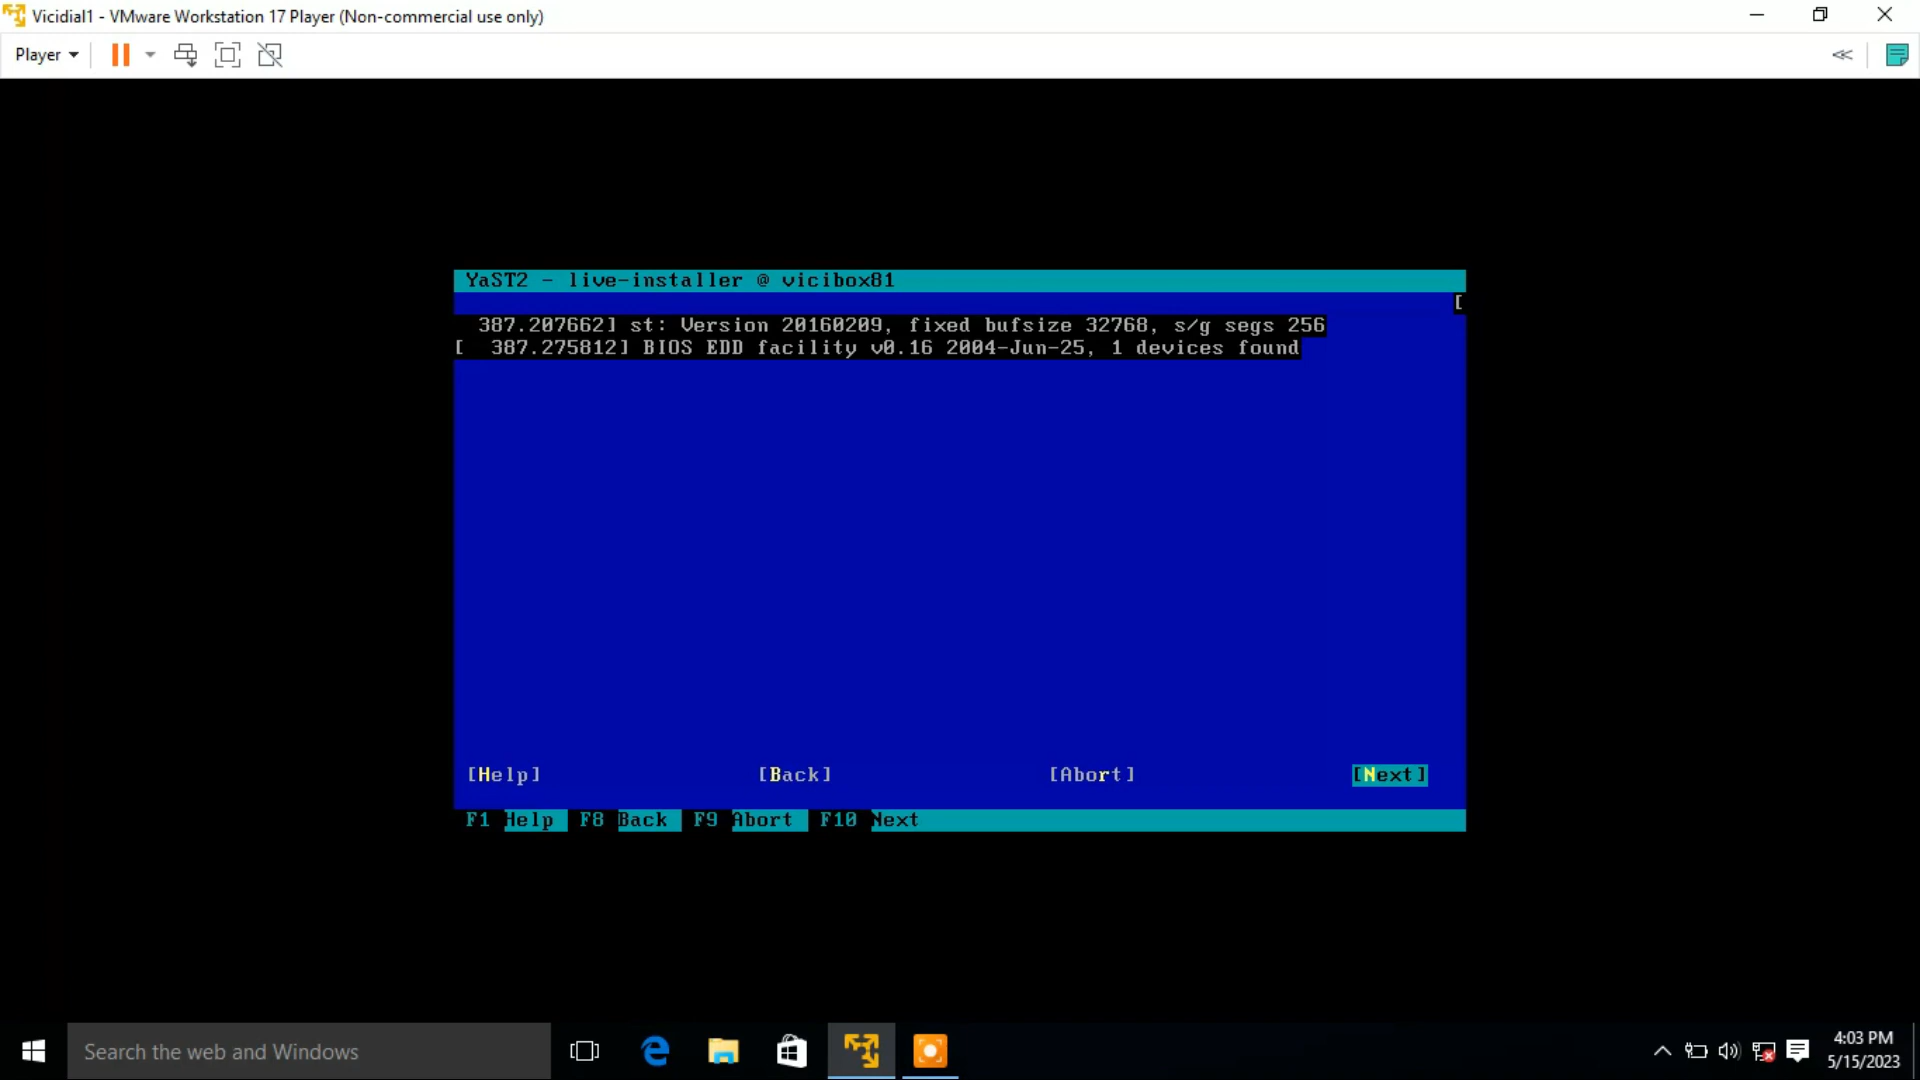 Vicidial1 - VMware Workstation 17 Player (Non-commercial use only)
Player
YaST2 - live-installer @ vicibox81
[
387.207662] st: Version 20160209, fixed bufsize 32768, s/g segs 256
[ 387.275812] BIOS EDD facility v0.16 2004-Jun-25, 1 devices found
[Help] [Back] [Abort] [Next]
F1 Help F8 Back F9 Abort F10 Next
Search the web and Windows
4:03 PM
5/15/2023